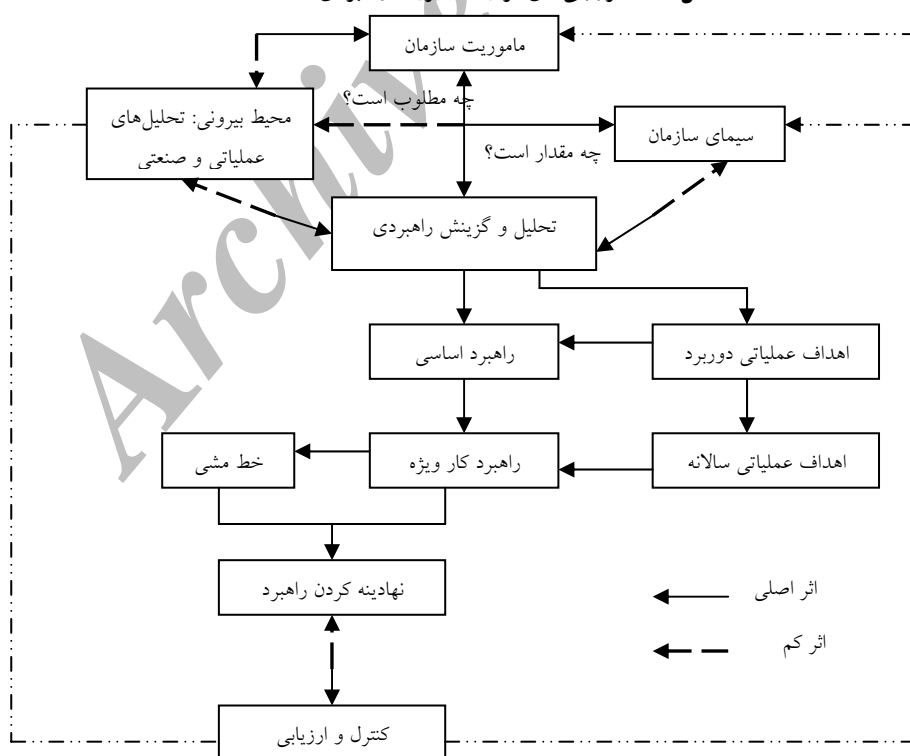 ماموریت سازمان
چه مطلوب است؟
محیط بیرونی: تحلیل‌های
عملیاتی و صنعتی
سیمای سازمان
چه مقدار است؟
تحلیل و گزینش راهبردی
راهبرد اساسی
اهداف عملیاتی دوربرد
خط مشی
راهبرد کار ویژه
اهداف عملیاتی سالانه
نهادینه کردن راهبرد
اثر اصلی
اثر کم
کنترل و ارزیابی
Archiv